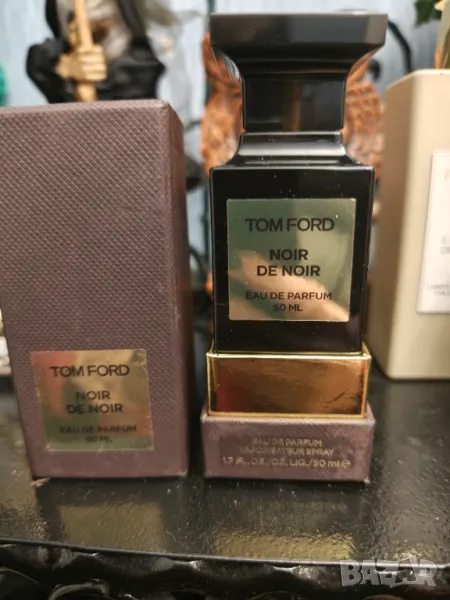 TOM FORD
NOIR
DE NOIR
EAU DE PARFUM
50 ML
TOM FORD
NOIR
DE NOIR
EAU DE PARFUM
50 ML
EAU DE PARFUM
VAPORISATEUR SPRAY
1.7 FL.OZ./OZ. LIQ./50 ml e
BAZAR